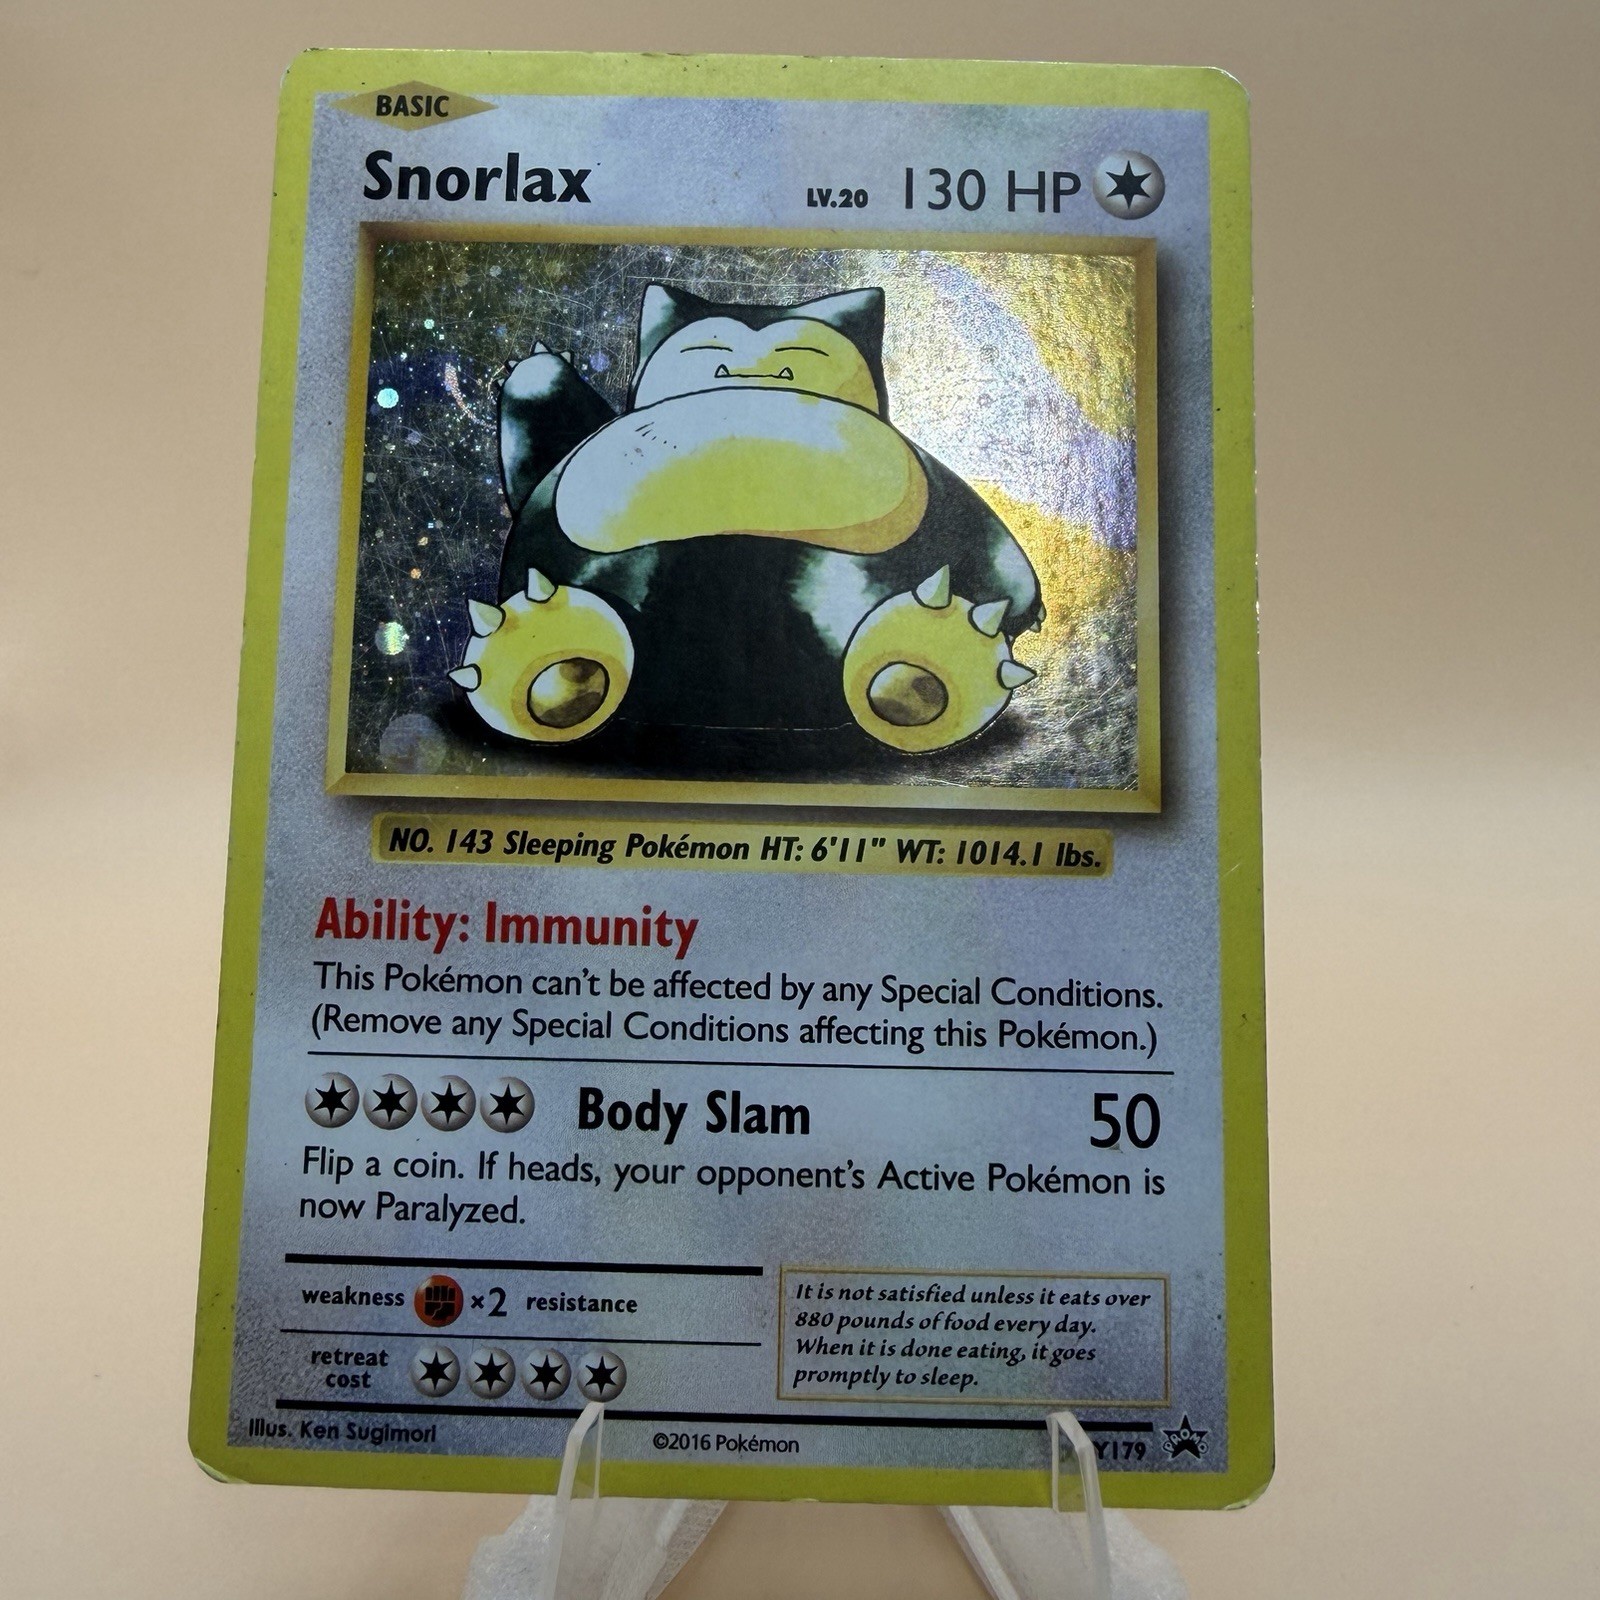 BASIC
Snorlax LV.20 130 HP
NO. 143 Sleeping Pokémon HT: 6'11" WT: 1014.1 lbs.
Ability: Immunity
This Pokémon can't be affected by any Special Conditions.
(Remove any Special Conditions affecting this Pokémon.)
Body Slam 50
Flip a coin. If heads, your opponent's Active Pokémon is
now Paralyzed.
weakness ×2 resistance
retreat
cost
It is not satisfied unless it eats over
880 pounds of food every day.
When it is done eating, it goes
promptly to sleep.
Illus. Ken Sugimori
©2016 Pokémon
Y179
PROMO